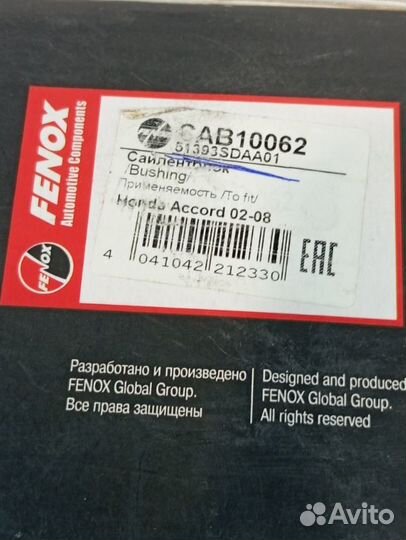 FENOX
Automotive Components
FENOX
SAB10062
51393SDAA01
Сайлентблок
/Bushing/
Применяемость /To fit/
Honda Accord 02-08
4 041042 212330
EAC
Разработано и произведено
FENOX Global Group.
Все права защищены
Designed and produced
FENOX Global Group.
All rights reserved
Avito